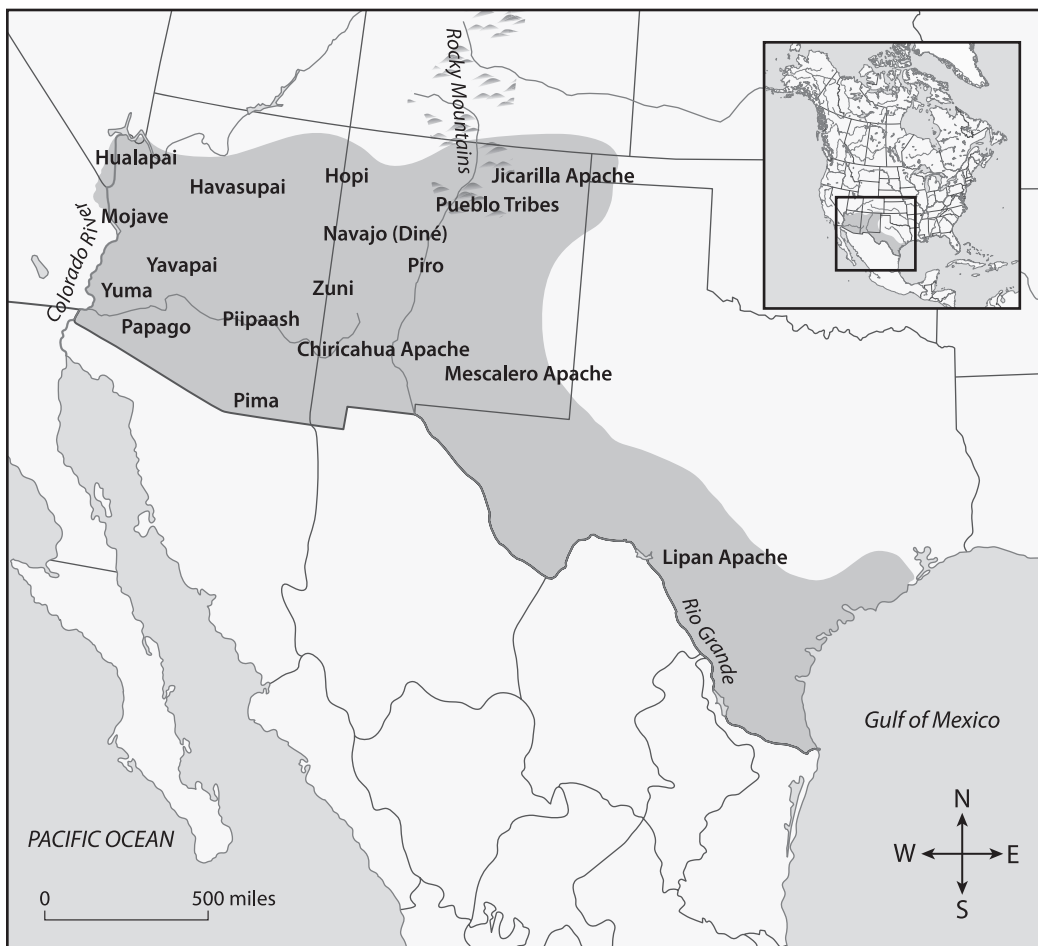 Rocky Mountains
Hualapai
Havasupai
Hopi
Jicarilla Apache
Pueblo Tribes
Mojave
Navajo (Diné)
Colorado River
Yavapai
Piro
Yuma
Zuni
Papago
Piipaash
Chiricahua Apache
Mescalero Apache
Pima
Lipan Apache
Rio Grande
Gulf of Mexico
PACIFIC OCEAN
0 500 miles
N
W E
S